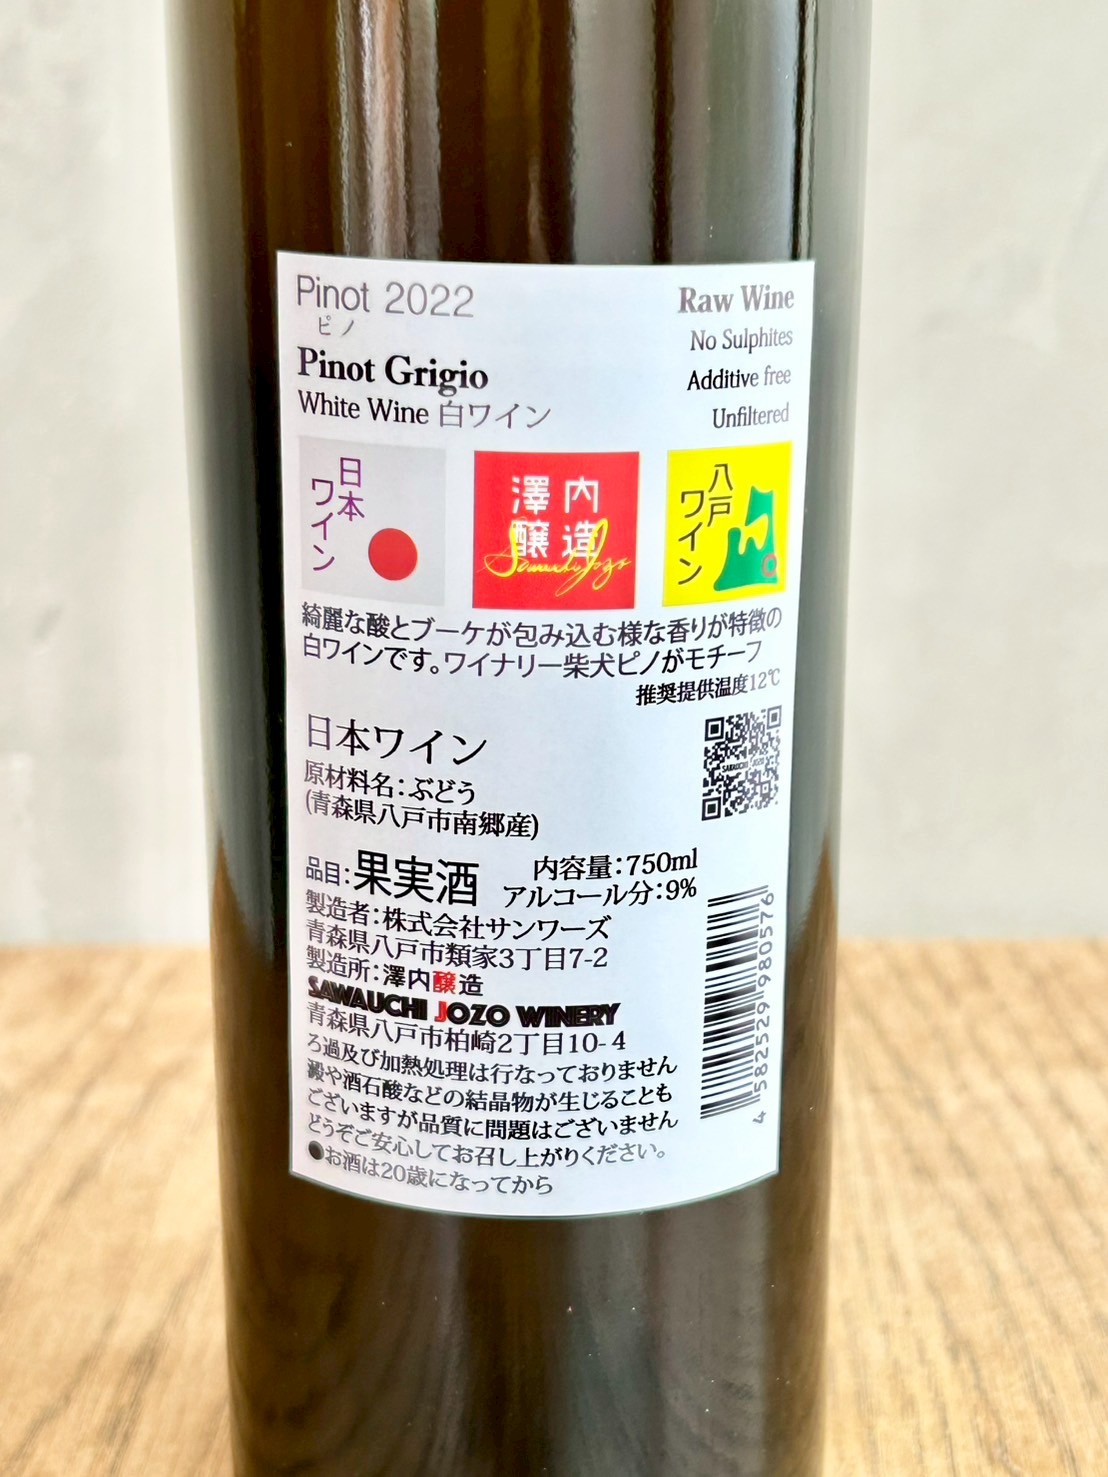 Pinot 2022
ピノ
Pinot Grigio
White Wine 白ワイン
Raw Wine
No Sulphites
Additive free
Unfiltered
日本
ワイン
澤内
醸造
Sawauchi Jozo
八戸
ワイン
綺麗な酸とブーケが包み込む様な香りが特徴の
白ワインです。ワイナリー柴犬ピノがモチーフ
推奨提供温度12℃
日本ワイン
原材料名:ぶどう
(青森県八戸市南郷産)
SAWAUCHI JOZO
品目:果実酒
内容量:750ml
アルコール分:9%
製造者:株式会社サンワーズ
青森県八戸市類家3丁目7-2
製造所:澤内醸造
SAWAUCHI JOZO WINERY
青森県八戸市柏崎2丁目10-4
ろ過及び加熱処理は行なっておりません
澱や酒石酸などの結晶物が生じることも
ございますが品質に問題はございません
どうぞご安心してお召し上がりください。
●お酒は20歳になってから
4 582529 980576